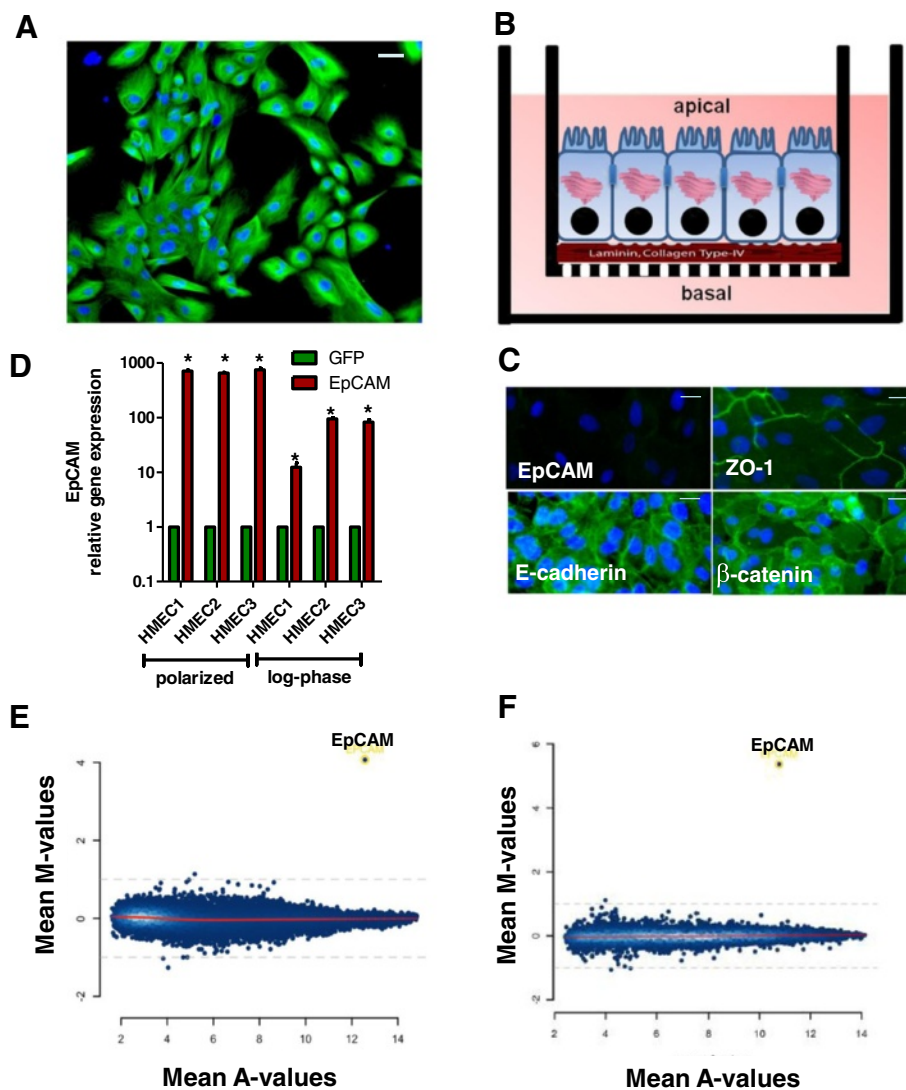 A
B
apical
Laminin, Collagen Type-IV
basal
C
EpCAM
ZO-1
E-cadherin
β-catenin
D
GFP
EpCAM
EpCAM
relative gene expression
1000
100
10
1
0.1
* * * * * *
HMEC1 HMEC2 HMEC3 HMEC1 HMEC2 HMEC3
polarized log-phase
E
EpCAM
EpCAM
Mean M-values
4
2
0
-2
2 4 6 8 10 12 14
Mean A-values
F
EpCAM
EpCAM
Mean M-values
6
4
2
0
-2
2 4 6 8 10 12 14
Mean A-values